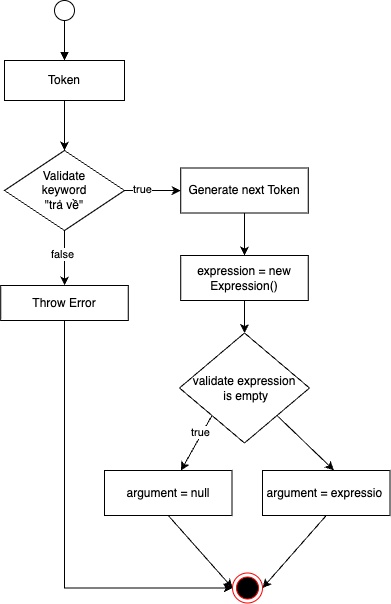 Token
Validate
keyword
"trả về"
true
Generate next Token
false
expression = new
Expression()
Throw Error
validate expression
is empty
true
argument = null
argument = expressio